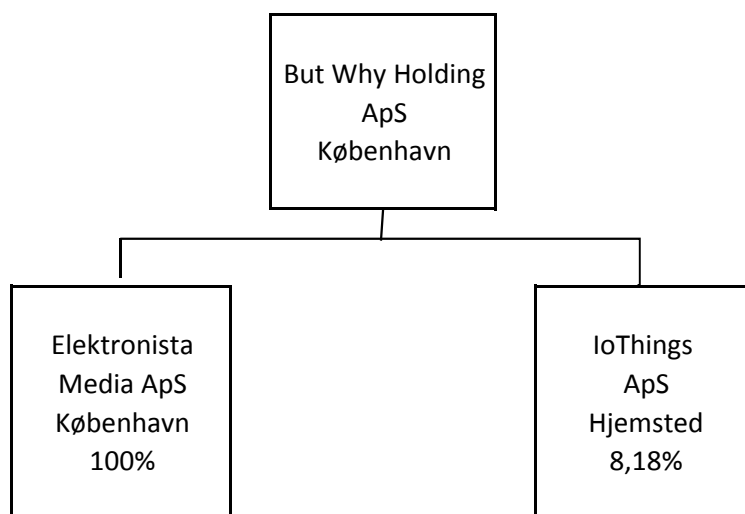 But Why Holding
ApS
København
Elektronista
Media ApS
København
100%
IoThings
ApS
Hjemsted
8,18%